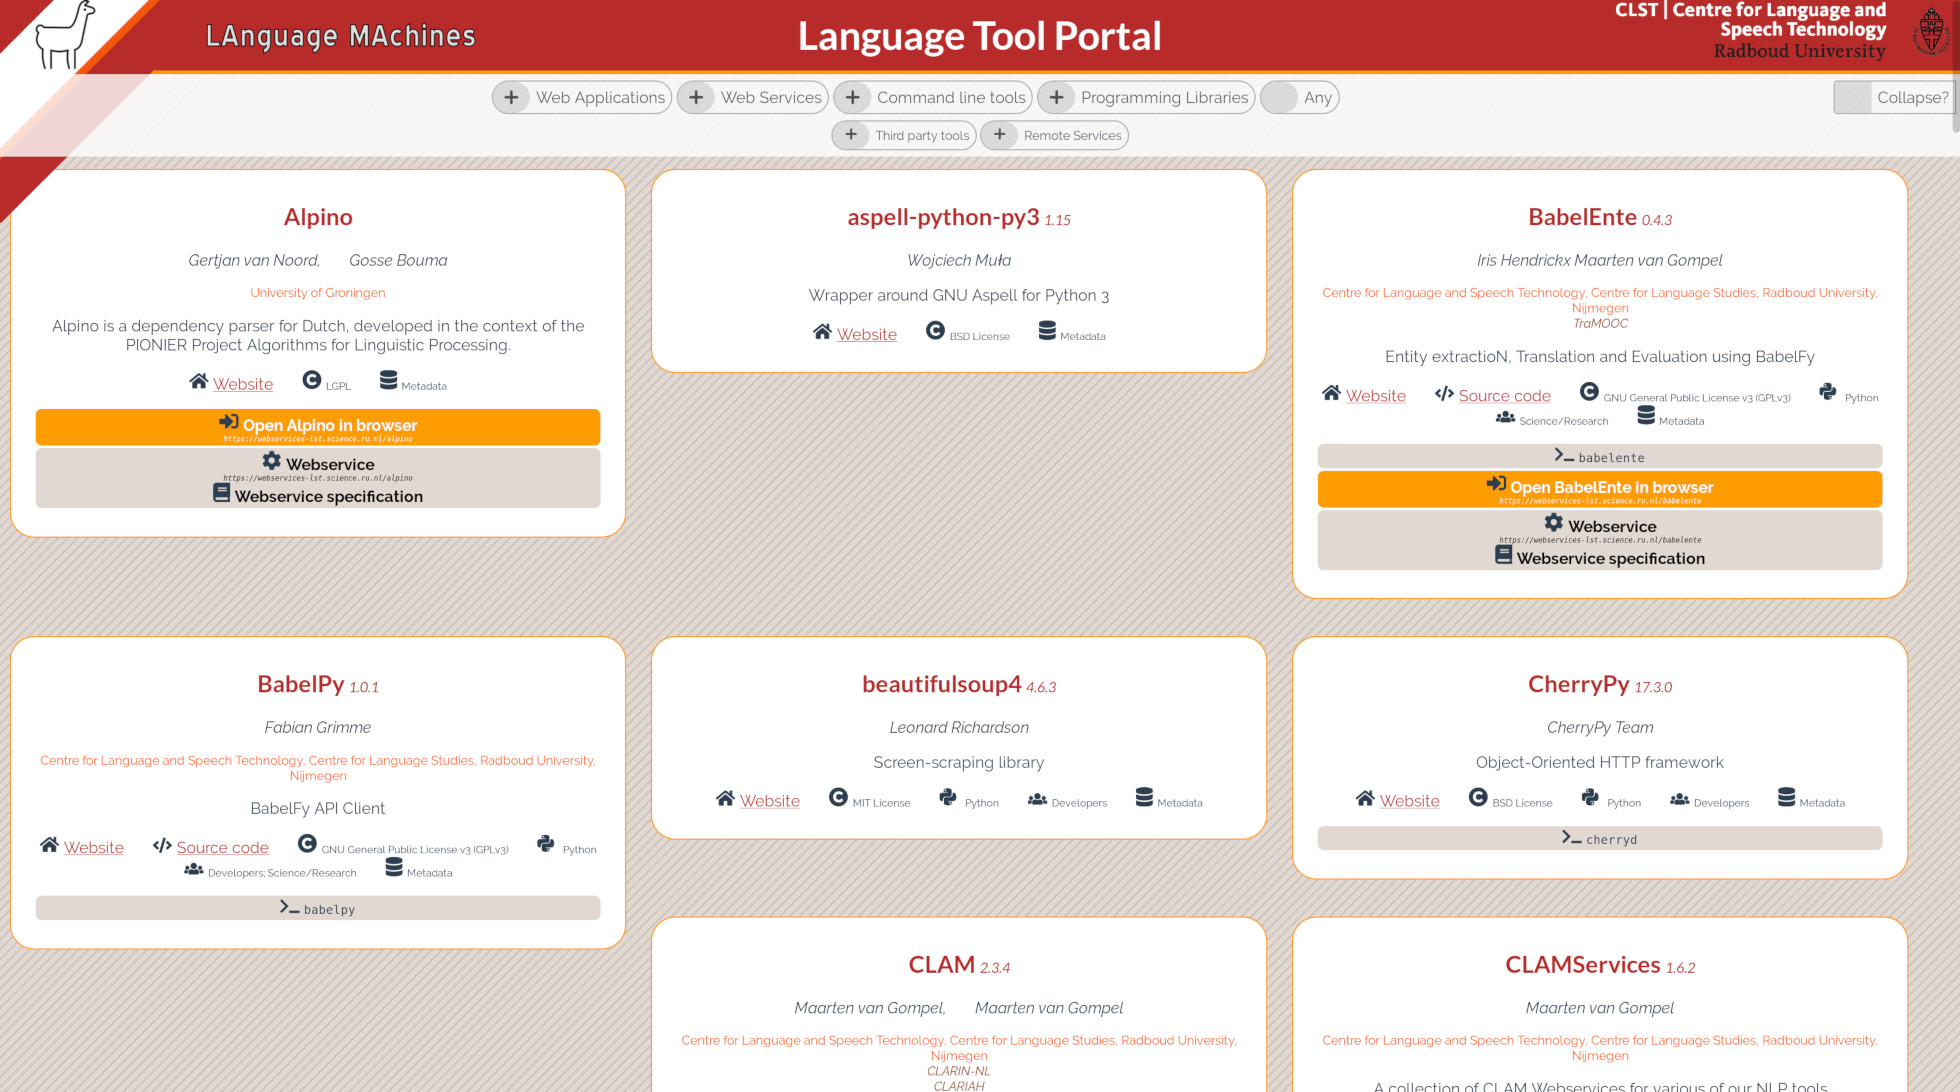 LAnguage MAchines
Language Tool Portal
CLST | Centre for Language and
Speech Technology
Radboud University
Web Applications
Web Services
Command line tools
Programming Libraries
Any
Collapse?
Third party tools
Remote Services
Alpino
Gertjan van Noord, Gosse Bouma
University of Groningen
Alpino is a dependency parser for Dutch, developed in the context of the
PIONIER Project Algorithms for Linguistic Processing.
Website LGPL Metadata
Open Alpino in browser
https://webservices-lst.science.ru.nl/alpino
Webservice
https://webservices-lst.science.ru.nl/alpino
Webservice specification
aspell-python-py3 1.15
Wojciech Muła
Wrapper around GNU Aspell for Python 3
Website BSD License Metadata
BabelEnte 0.4.3
Iris Hendrickx Maarten van Gompel
Centre for Language and Speech Technology, Centre for Language Studies, Radboud University,
Nijmegen
TraMOOC
Entity extractioN, Translation and Evaluation using BabelFy
Website Source code GNU General Public License v3 (GPLv3) Python
Science/Research Metadata
babelente
Open BabelEnte in browser
https://webservices-lst.science.ru.nl/babelente
Webservice
https://webservices-lst.science.ru.nl/babelente
Webservice specification
BabelPy 1.0.1
Fabian Grimme
Centre for Language and Speech Technology, Centre for Language Studies, Radboud University,
Nijmegen
BabelFy API Client
Website Source code GNU General Public License v3 (GPLv3) Python
Developers; Science/Research Metadata
babelpy
beautifulsoup4 4.6.3
Leonard Richardson
Screen-scraping library
Website MIT License Python Developers Metadata
CherryPy 17.3.0
CherryPy Team
Object-Oriented HTTP framework
Website BSD License Python Developers Metadata
cherryd
CLAM 2.3.4
Maarten van Gompel, Maarten van Gompel
Centre for Language and Speech Technology, Centre for Language Studies, Radboud University,
Nijmegen
CLARIN-NL
CLARIAH
CLAMServices 1.6.2
Maarten van Gompel
Centre for Language and Speech Technology, Centre for Language Studies, Radboud University,
Nijmegen
A collection of CLAM Webservices for various of our NLP tools